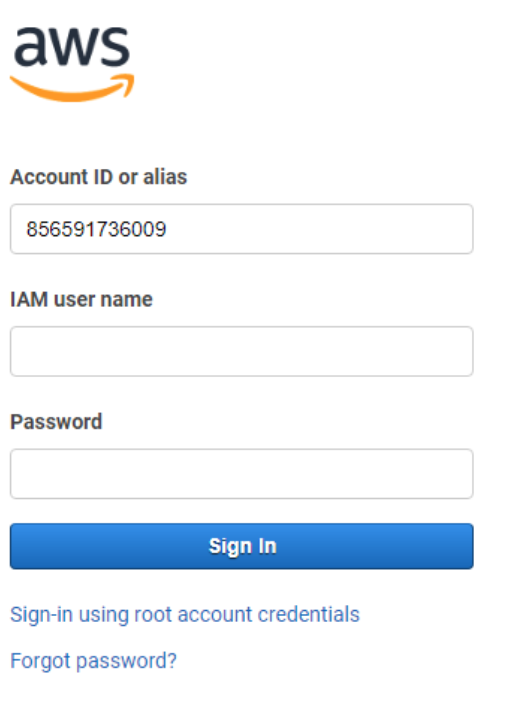 aws
Account ID or alias
856591736009
IAM user name
Password
Sign In
Sign-in using root account credentials
Forgot password?